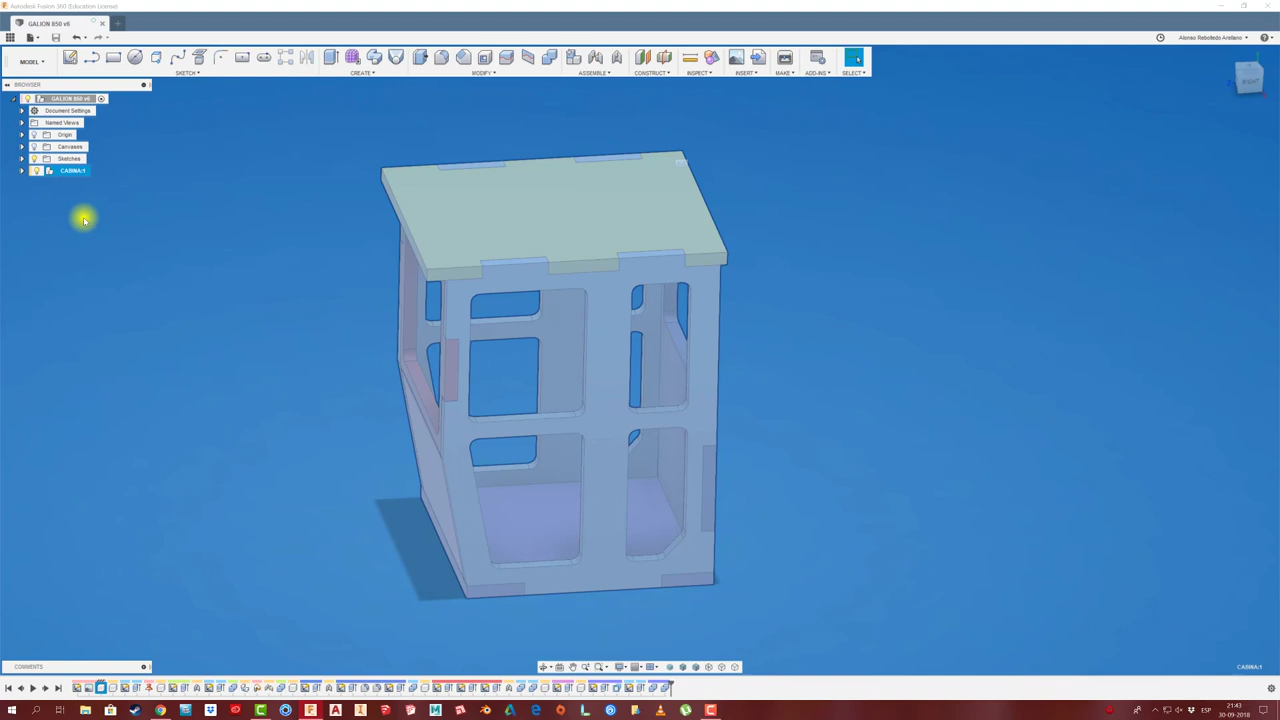 Autodesk Fusion 360 (Education License)
GALION 850 v6
Alonso Rebolledo Arellano
MODEL
SKETCH
CREATE
MODIFY
ASSEMBLE
CONSTRUCT
INSPECT
INSERT
MAKE
ADD-INS
SELECT
BROWSER
GALION 850 v6
Document Settings
Named Views
Origin
Canvases
Sketches
CABINA:1
RIGHT
COMMENTS
CABINA:1
ESP
21:43
30-09-2018